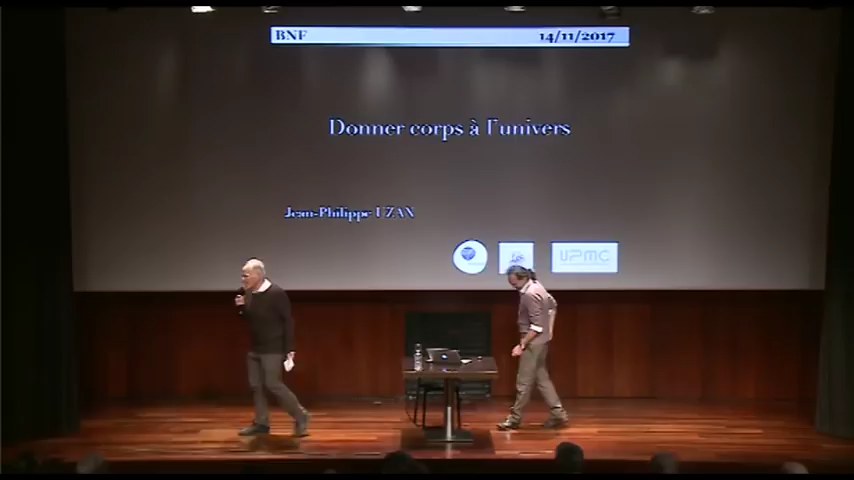 BNF 14/11/2017
Donner corps à l'univers
Jean-Philippe UZAN
UPMC